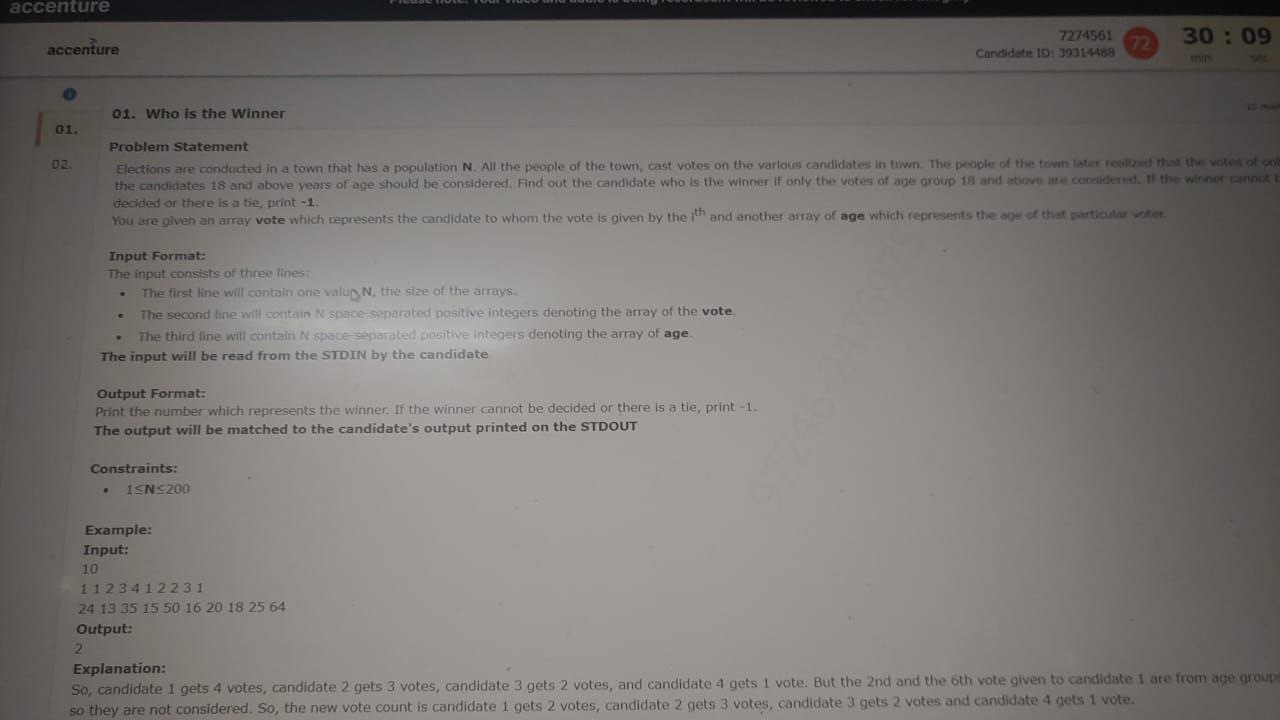 accenture
accenture
7274561
Candidate ID: 39314488
72
30 : 09
min sec
01. Who is the Winner
01.
02.
Problem Statement
Elections are conducted in a town that has a population N. All the people of the town, cast votes on the various candidates in town. The people of the town later realized that the votes of
the candidates 18 and above years of age should be considered. Find out the candidate who is the winner if only the votes of age group 18 and above are considered. If the winner cannot
decided or there is a tie, print -1.
You are given an array vote which represents the candidate to whom the vote is given by the ith and another array of age which represents the age of that particular voter.
Input Format:
The input consists of three lines:
• The first line will contain one value N, the size of the arrays.
• The second line will contain N space-separated positive integers denoting the array of the vote.
• The third line will contain N space-separated positive integers denoting the array of age.
The input will be read from the STDIN by the candidate
Output Format:
Print the number which represents the winner. If the winner cannot be decided or there is a tie, print -1.
The output will be matched to the candidate's output printed on the STDOUT
Constraints:
• 1≤N≤200
Example:
Input:
10
1 1 2 3 4 1 2 2 3 1
24 13 35 15 50 16 20 18 25 64
Output:
2
Explanation:
So, candidate 1 gets 4 votes, candidate 2 gets 3 votes, candidate 3 gets 2 votes, and candidate 4 gets 1 vote. But the 2nd and the 6th vote given to candidate 1 are from age group
so they are not considered. So, the new vote count is candidate 1 gets 2 votes, candidate 2 gets 3 votes, candidate 3 gets 2 votes and candidate 4 gets 1 vote.